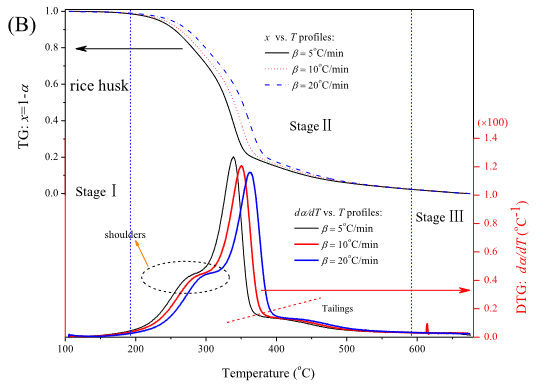 (B)
TG: x=1-α
1.0
0.8
0.6
0.4
0.2
0.0
rice husk
x vs. T profiles:
β = 5°C/min
β = 10°C/min
β = 20°C/min
Stage II
(×100)
1.4
1.2
1.0
0.8
0.6
0.4
0.2
0.0
DTG: dα/dT (°C⁻¹)
Stage I
Stage III
shoulders
dα/dT vs. T profiles:
β = 5°C/min
β = 10°C/min
β = 20°C/min
Tailings
100 200 300 400 500 600
Temperature (°C)